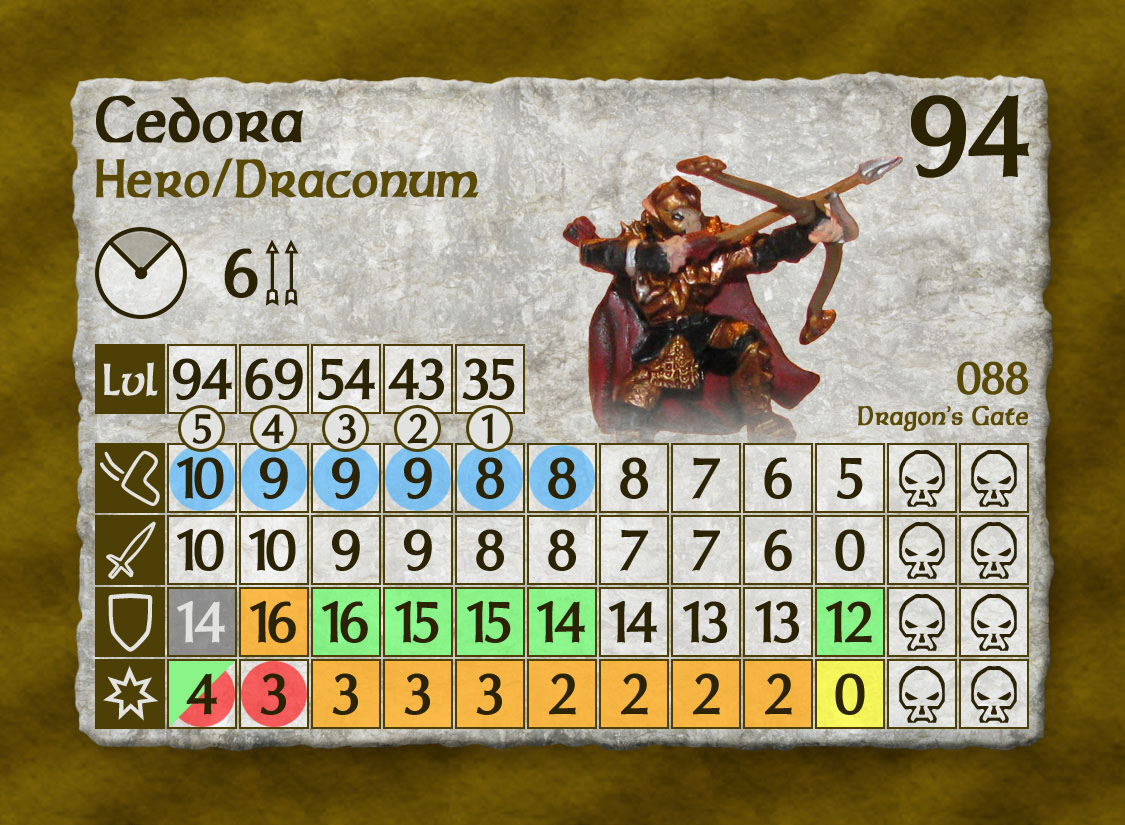 Cedora
94
Hero/Draconum
6
088
Dragon's Gate
Lvl 94 69 54 43 35
5 4 3 2 1
10 9 9 9 8 8 8 7 6 5
10 10 9 9 8 8 7 7 6 0
14 16 16 15 15 14 14 13 13 12
4 3 3 3 3 2 2 2 2 0